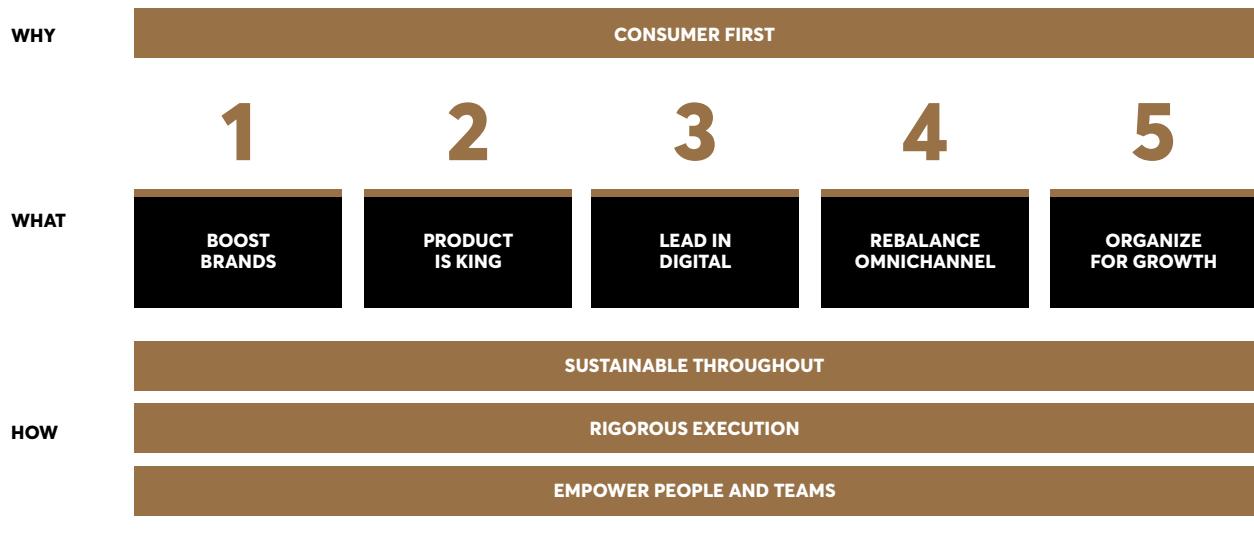 WHY
CONSUMER FIRST
1
2
3
4
5
WHAT
BOOST
BRANDS
PRODUCT
IS KING
LEAD IN
DIGITAL
REBALANCE
OMNICHANNEL
ORGANIZE
FOR GROWTH
SUSTAINABLE THROUGHOUT
HOW
RIGOROUS EXECUTION
EMPOWER PEOPLE AND TEAMS